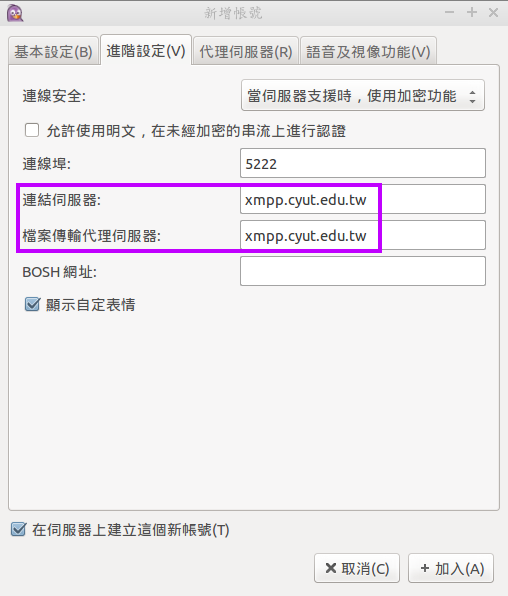 新增帳號
基本設定(B) 進階設定(V) 代理伺服器(R) 語音及視像功能(V)
連線安全: 當伺服器支援時，使用加密功能
允許使用明文，在未經加密的串流上進行認證
連線埠: 5222
連結伺服器: xmpp.cyut.edu.tw
檔案傳輸代理伺服器: xmpp.cyut.edu.tw
BOSH 網址:
顯示自定表情
在伺服器上建立這個新帳號(T)
取消(C) 加入(A)